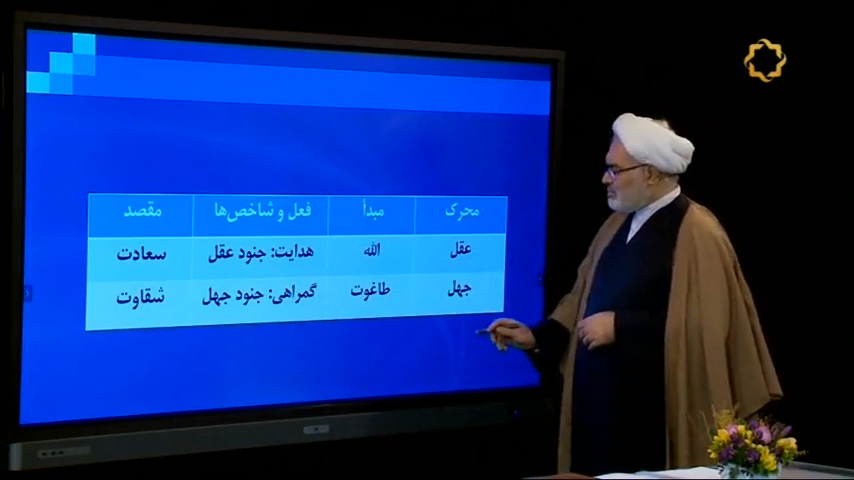 محرک مبدأ فعل و شاخص‌ها مقصد
عقل الله هدایت: جنود عقل سعادت
جهل طاغوت گمراهی: جنود جهل شقاوت